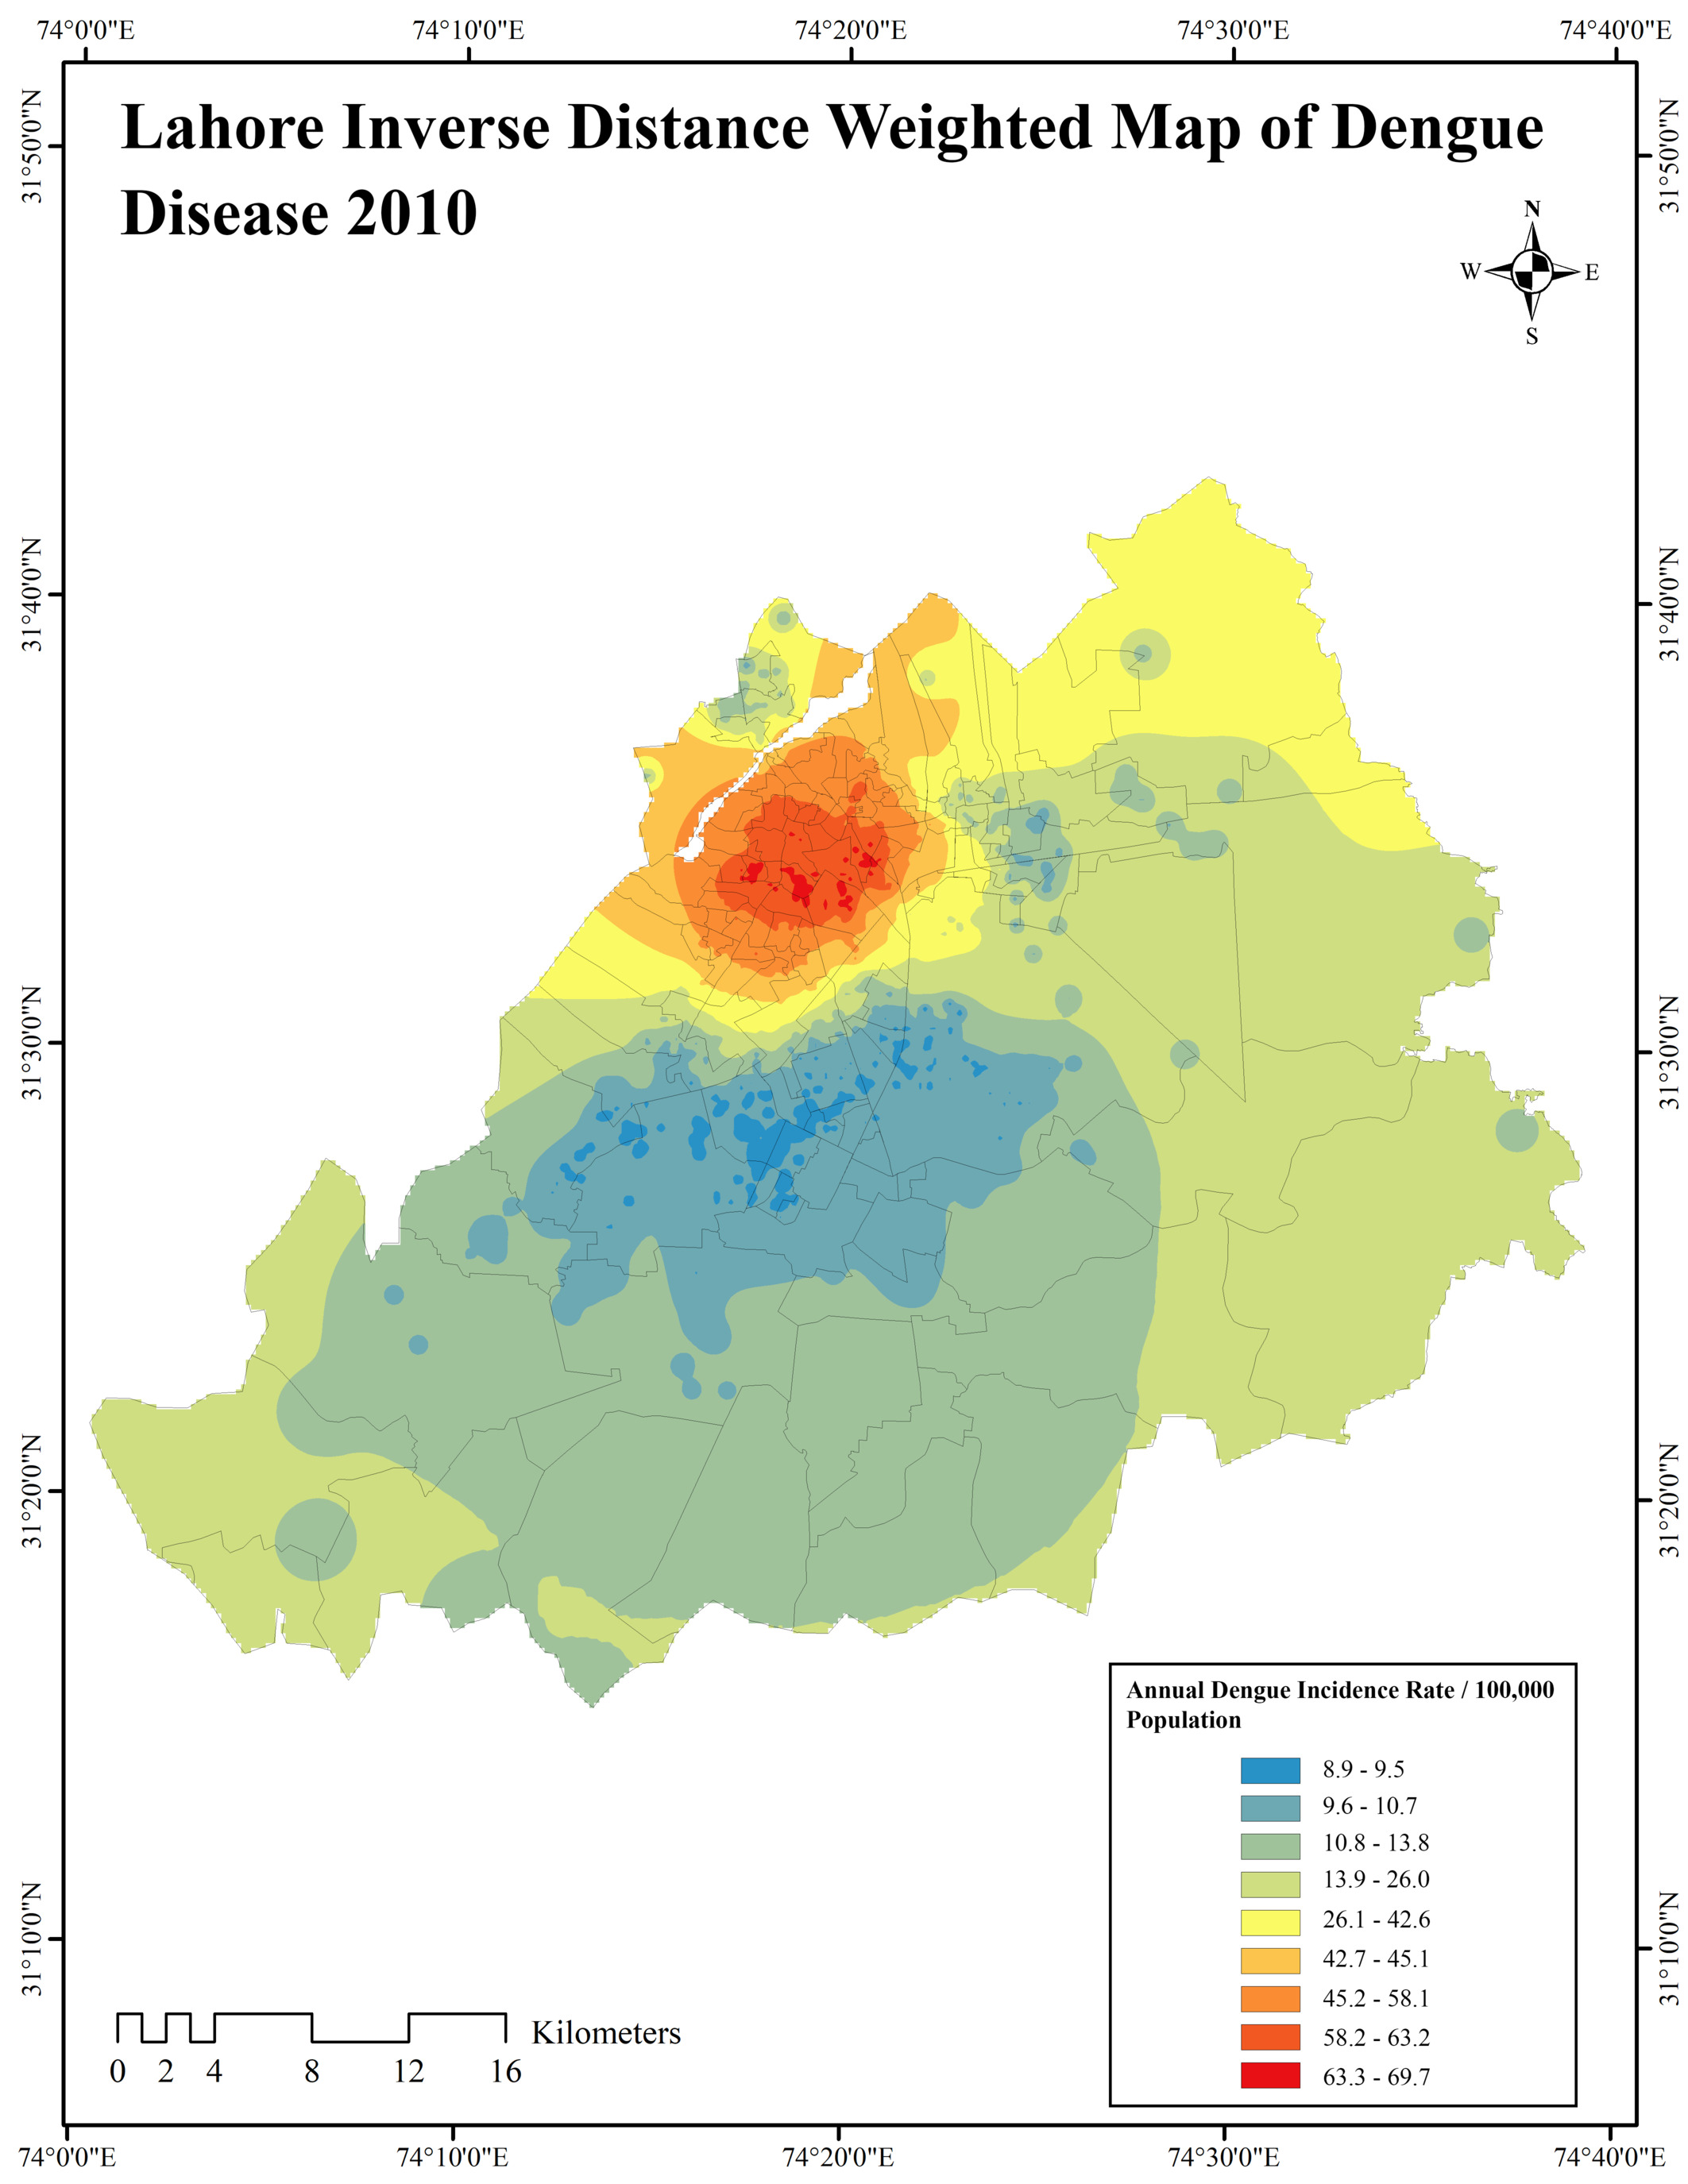 74°0'0"E 74°10'0"E 74°20'0"E 74°30'0"E 74°40'0"E
Lahore Inverse Distance Weighted Map of Dengue
Disease 2010
N
W E
S
31°50'0"N
31°40'0"N
31°30'0"N
31°20'0"N
31°10'0"N
31°50'0"N
31°40'0"N
31°30'0"N
31°20'0"N
31°10'0"N
Annual Dengue Incidence Rate / 100,000
Population
8.9 - 9.5
9.6 - 10.7
10.8 - 13.8
13.9 - 26.0
26.1 - 42.6
42.7 - 45.1
45.2 - 58.1
58.2 - 63.2
63.3 - 69.7
Kilometers
0 2 4 8 12 16
74°0'0"E 74°10'0"E 74°20'0"E 74°30'0"E 74°40'0"E